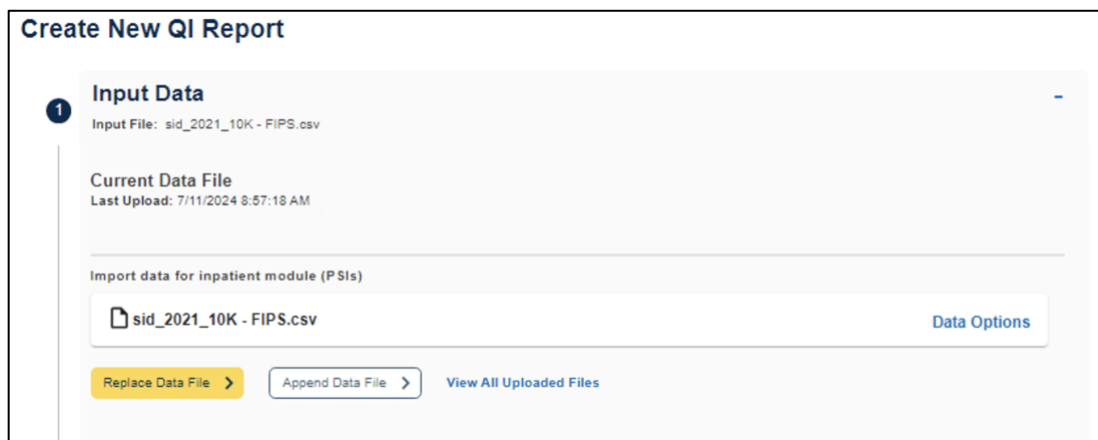 Create New QI Report
1
Input Data
-
Input File: sid_2021_10K - FIPS.csv
Current Data File
Last Upload: 7/11/2024 8:57:18 AM
Import data for inpatient module (PSIs)
sid_2021_10K - FIPS.csv
Data Options
Replace Data File
Append Data File
View All Uploaded Files